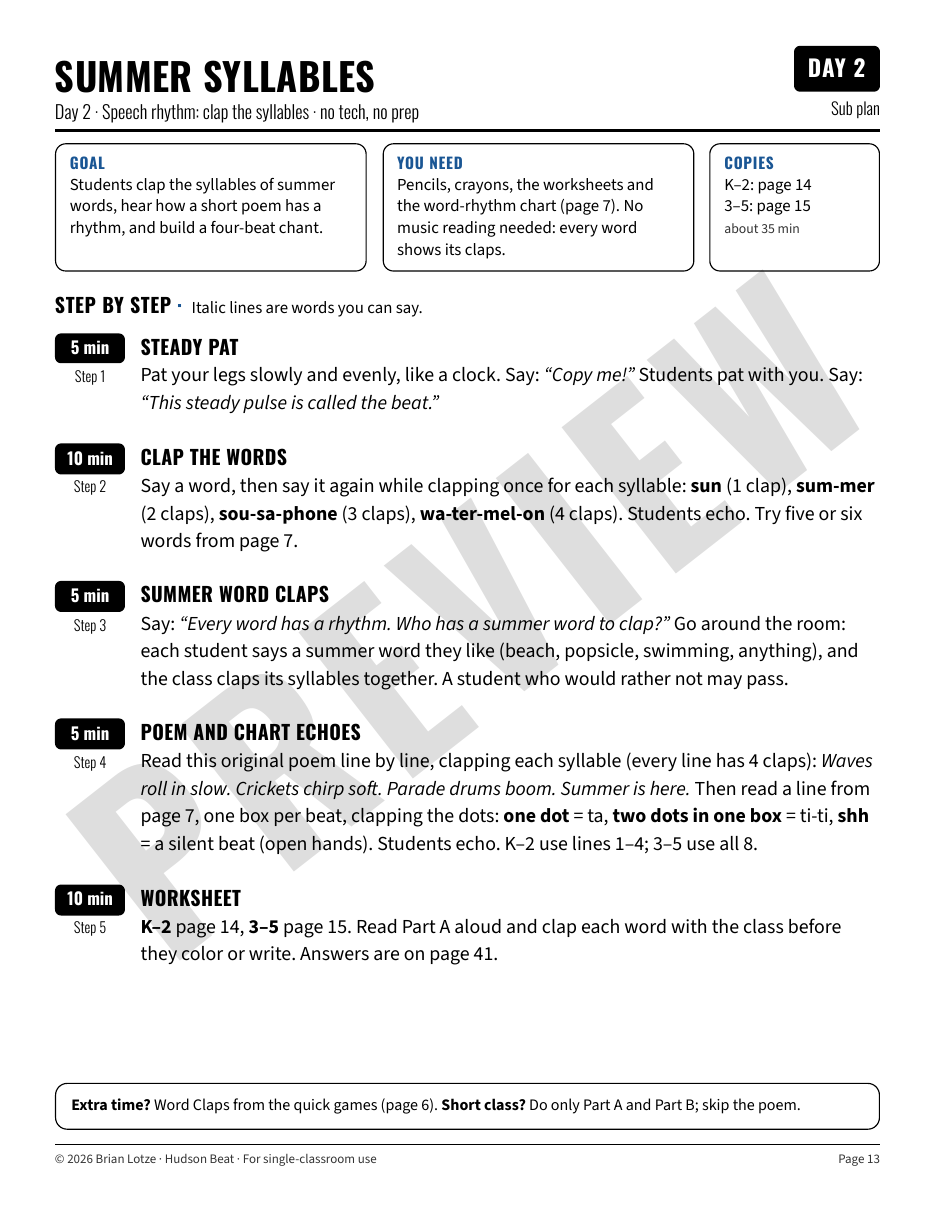 SUMMER SYLLABLES
DAY 2
Day 2 · Speech rhythm: clap the syllables · no tech, no prep
Sub plan
GOAL
Students clap the syllables of summer
words, hear how a short poem has a
rhythm, and build a four-beat chant.
YOU NEED
Pencils, crayons, the worksheets and
the word-rhythm chart (page 7). No
music reading needed: every word
shows its claps.
COPIES
K–2: page 14
3–5: page 15
about 35 min
STEP BY STEP · Italic lines are words you can say.
5 min
Step 1
STEADY PAT
Pat your legs slowly and evenly, like a clock. Say: “Copy me!” Students pat with you. Say:
“This steady pulse is called the beat.”
10 min
Step 2
CLAP THE WORDS
Say a word, then say it again while clapping once for each syllable: sun (1 clap), sum-mer
(2 claps), sou-sa-phone (3 claps), wa-ter-mel-on (4 claps). Students echo. Try five or six
words from page 7.
5 min
Step 3
SUMMER WORD CLAPS
Say: “Every word has a rhythm. Who has a summer word to clap?” Go around the room:
each student says a summer word they like (beach, popsicle, swimming, anything), and
the class claps its syllables together. A student who would rather not may pass.
5 min
Step 4
POEM AND CHART ECHOES
Read this original poem line by line, clapping each syllable (every line has 4 claps): Waves
roll in slow. Crickets chirp soft. Parade drums boom. Summer is here. Then read a line from
page 7, one box per beat, clapping the dots: one dot = ta, two dots in one box = ti-ti, shh
= a silent beat (open hands). Students echo. K–2 use lines 1–4; 3–5 use all 8.
10 min
Step 5
WORKSHEET
K–2 page 14, 3–5 page 15. Read Part A aloud and clap each word with the class before
they color or write. Answers are on page 41.
PREVIEW
Extra time? Word Claps from the quick games (page 6). Short class? Do only Part A and Part B; skip the poem.
© 2026 Brian Lotze · Hudson Beat · For single-classroom use
Page 13